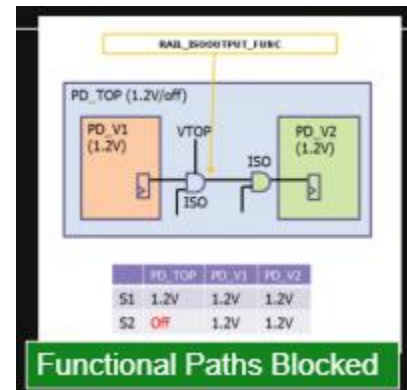 RAIL_ISOOUTPUT_FUNC
PD_TOP (1.2V/off)
PD_V1
(1.2V)
VTOP
PD_V2
(1.2V)
ISO
ISO
PD_TOP PD_V1 PD_V2
S1 1.2V 1.2V 1.2V
S2 Off 1.2V 1.2V
Functional Paths Blocked